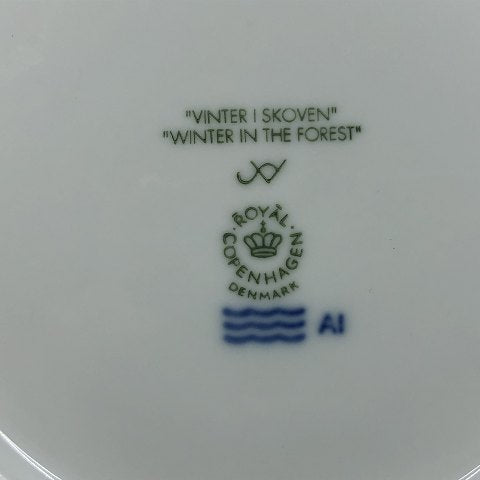 "VINTER I SKOVEN"
"WINTER IN THE FOREST"
ROYAL
COPENHAGEN
DENMARK
AI